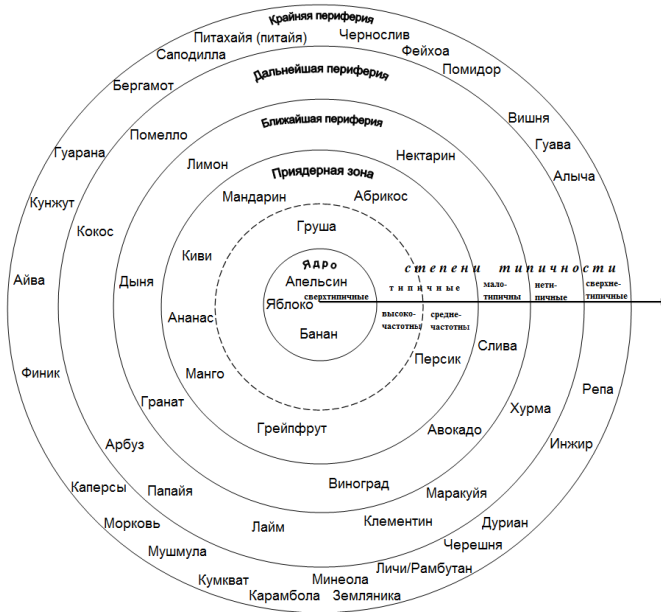 Крайняя периферия
Питахайя (питайя)
Чернослив
Саподилла
Фейхоа
Бергамот
Дальнейшая периферия
Помидор
Вишня
Помелло
Ближайшая периферия
Гуава
Гуарана
Лимон
Нектарин
Алыча
Приядерная зона
Мандарин
Абрикос
Кунжут
Кокос
Груша
Киви
Ядро
степени типичности
Айва
Дыня
Апельсин
типичные
мало-
типичны
нети-
пичные
сверхне-
типичные
Яблоко
сверхтипичные
Ананас
высоко-
частотны
средне-
частотны
Банан
Слива
Персик
Финик
Манго
Репа
Гранат
Хурма
Грейпфрут
Авокадо
Арбуз
Инжир
Каперсы
Папайя
Виноград
Маракуйя
Морковь
Лайм
Клементин
Дуриан
Мушмула
Черешня
Личи/Рамбутан
Кумкват
Минеола
Карамбола
Земляника